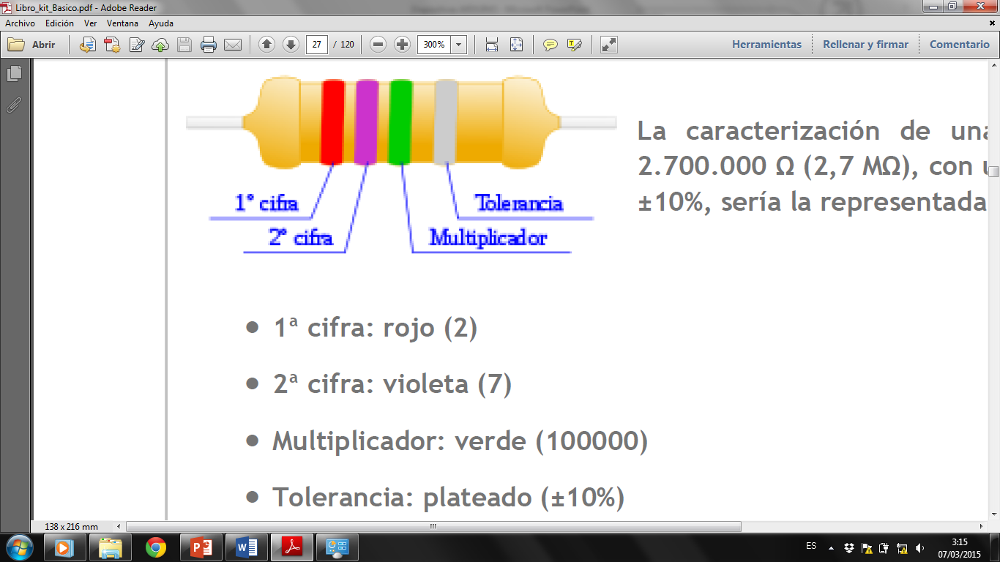 Libro_kit_Basico.pdf - Adobe Reader
Archivo Edición Ver Ventana Ayuda
Abrir 27 / 120 300% Herramientas Rellenar y firmar Comentario
1° cifra
2° cifra
Tolerancia
Multiplicador
La caracterización de una
2.700.000 Ω (2,7 MΩ), con
±10%, sería la representada
• 1ª cifra: rojo (2)
• 2ª cifra: violeta (7)
• Multiplicador: verde (100000)
• Tolerancia: plateado (±10%)
138 x 216 mm
ES 3:15
07/03/2015